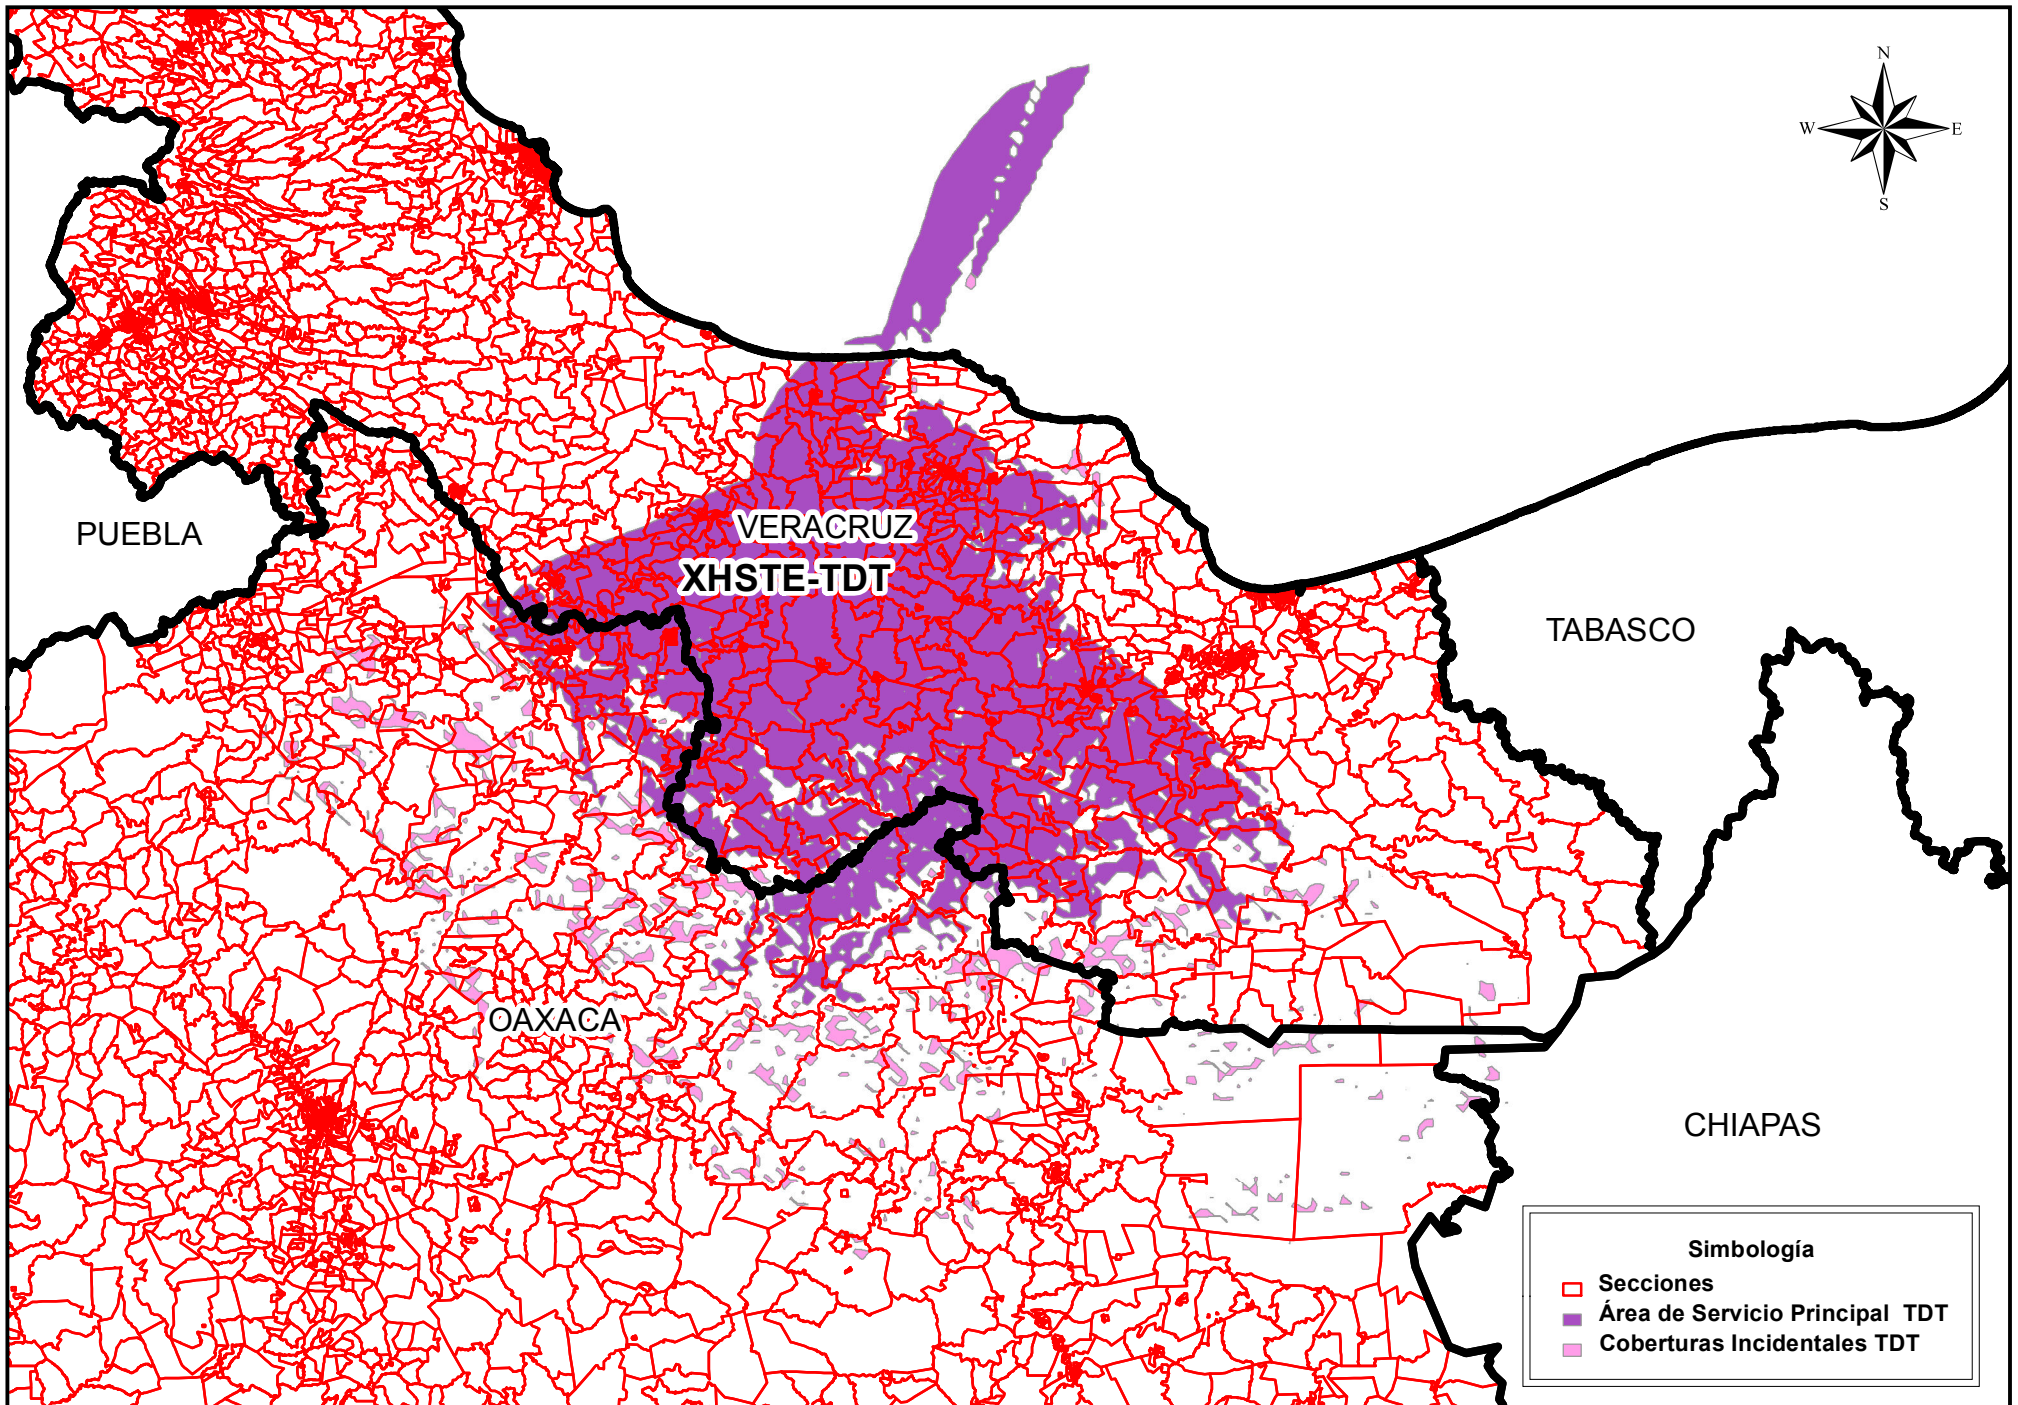 N
W E
S
PUEBLA
VERACRUZ
XHSTE-TDT
TABASCO
OAXACA
CHIAPAS
Simbología
Secciones
Área de Servicio Principal TDT
Coberturas Incidentales TDT